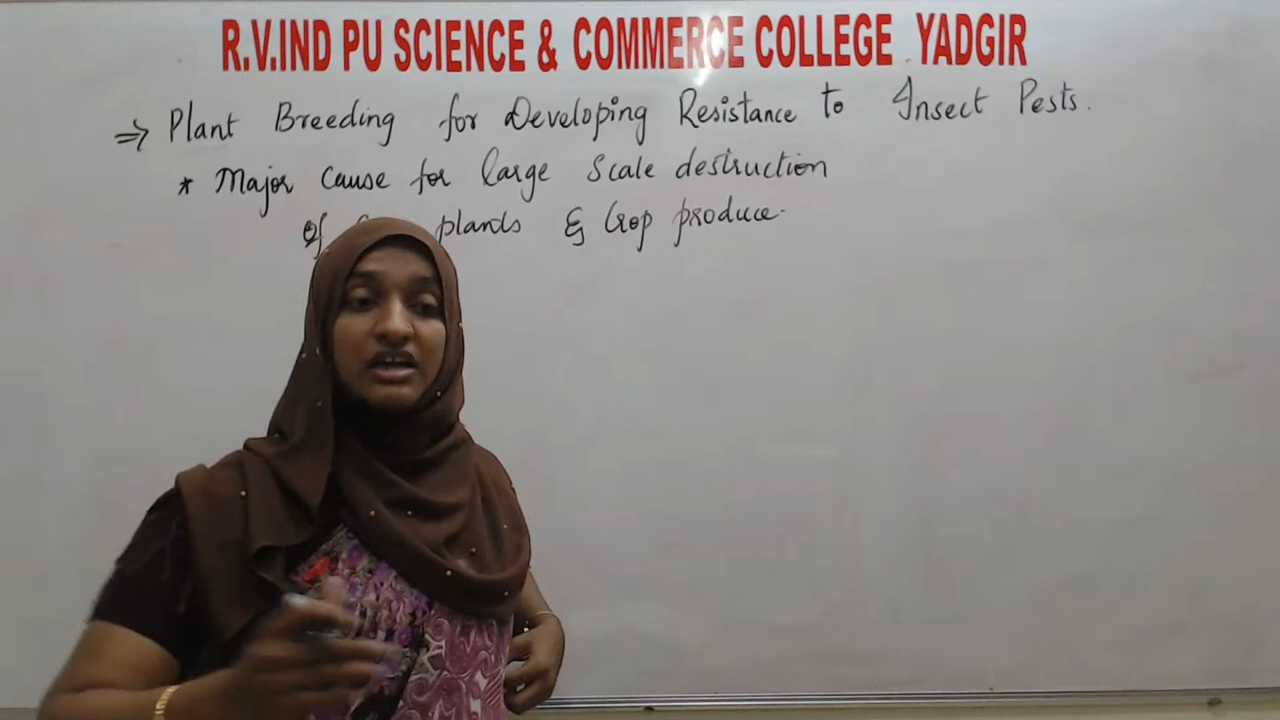 R.V.IND PU SCIENCE & COMMERCE COLLEGE YADGIR
⇒ Plant Breeding for Developing Resistance to Insect Pests.
* Major cause for large scale destruction
of plants & Crop produce.